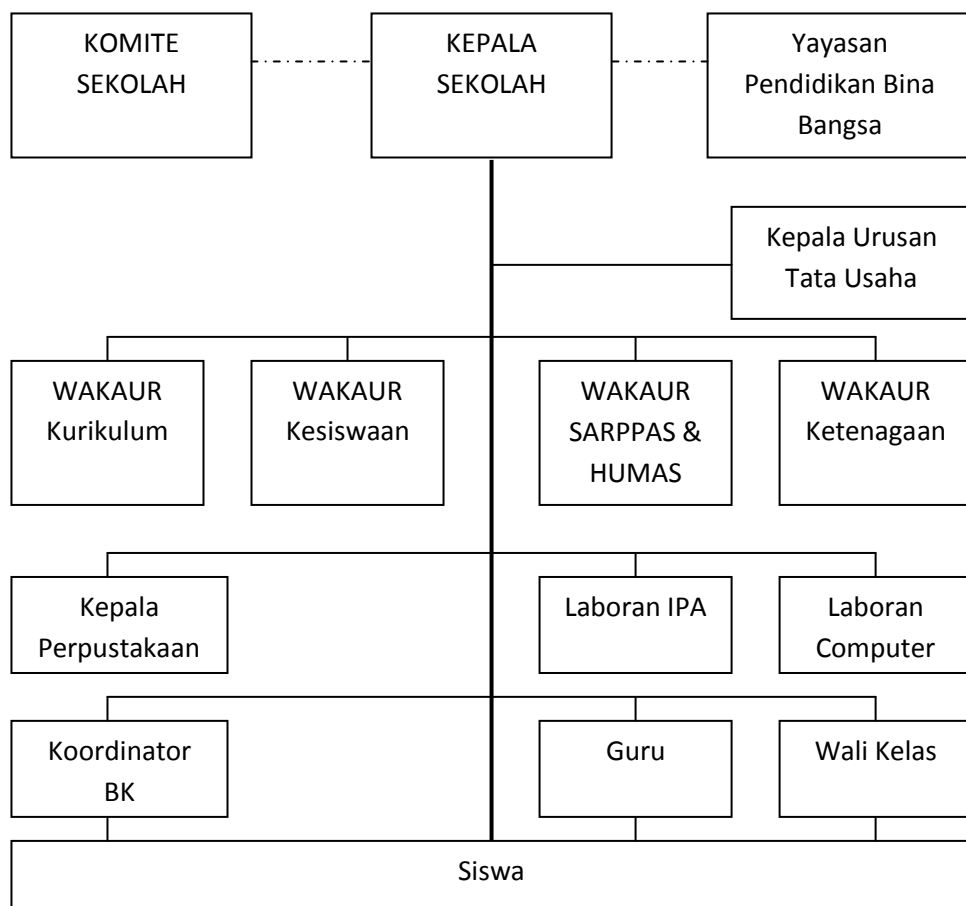 KOMITE
SEKOLAH
KEPALA
SEKOLAH
Yayasan
Pendidikan Bina
Bangsa
Kepala Urusan
Tata Usaha
WAKAUR
Kurikulum
WAKAUR
Kesiswaan
WAKAUR
SARPPAS &
HUMAS
WAKAUR
Ketenagaan
Kepala
Perpustakaan
Laboran IPA
Laboran
Computer
Koordinator
BK
Guru
Wali Kelas
Siswa